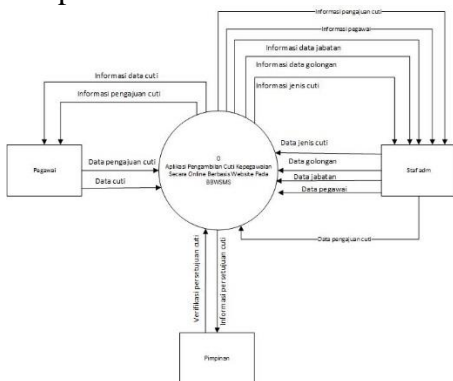 Informasi pengajuan cuti
Informasi pegawai
Informasi data jabatan
Informasi data golongan
Informasi jenis cuti
Informasi data cuti
Informasi pengajuan cuti
0
Aplikasi Pengambilan Cuti Kepegawaian
Secara Online Berbasis Website Pada
BBWSMS
Pegawai
Data pengajuan cuti
Data cuti
Data jenis cuti
Data golongan
Data jabatan
Data pegawai
Staf adm
Data pengajuan cuti
Verifikasi persetujuan cuti
Informasi persetujuan cuti
Pimpinan